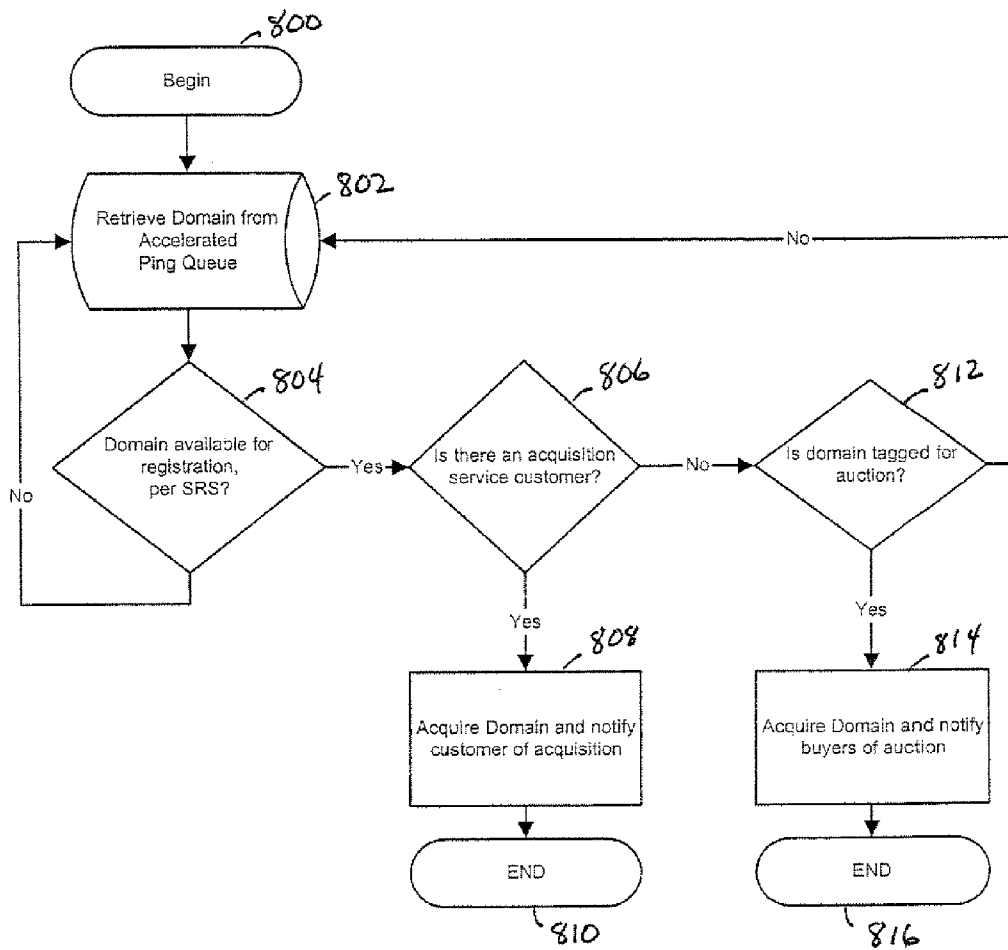 800
Begin
802
Retrieve Domain from
Accelerated
Ping Queue
No
804
Domain available for
registration,
per SRS?
No
Yes
806
Is there an acquisition
service customer?
No
812
Is domain tagged for
auction?
Yes
Yes
808
Acquire Domain and notify
customer of acquisition
814
Acquire Domain and notify
buyers of auction
END
810
END
816